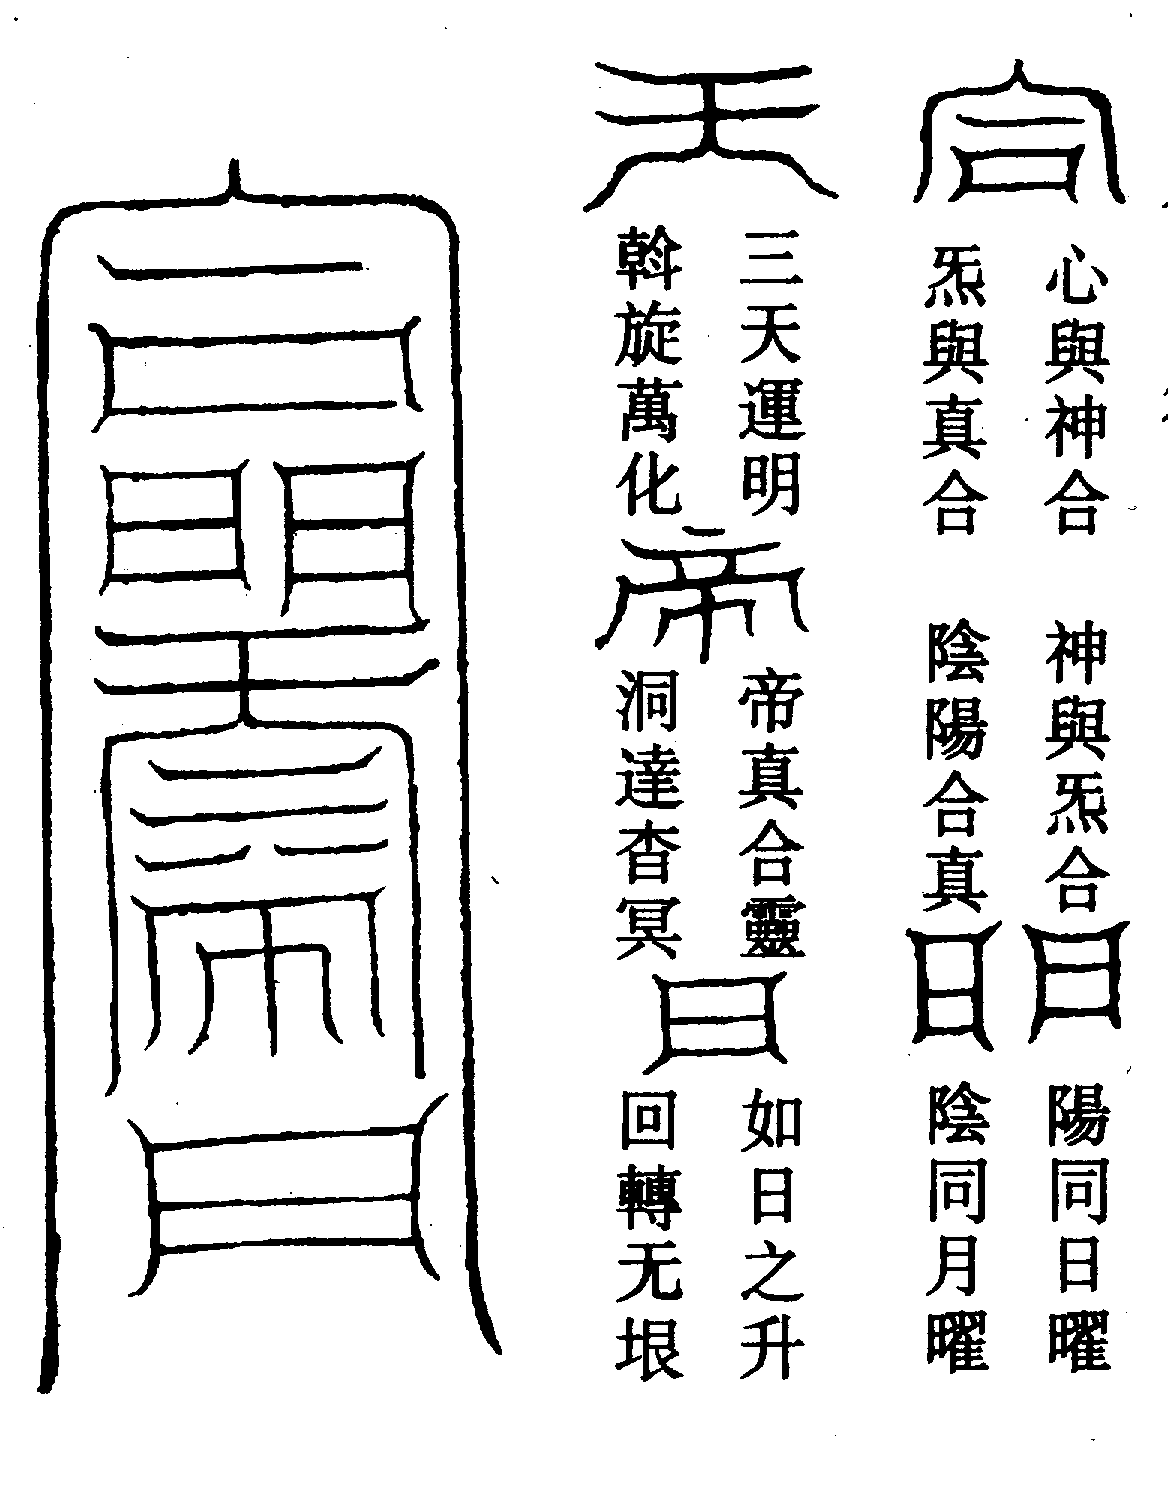 心與神合　神與炁合
炁與真合　陰陽合真
日
陽同日曜
日
陰同月曜
天
三天運明
斡旋萬化
帝
帝真合靈
洞達杳冥
日
如日之升
回轉无垠